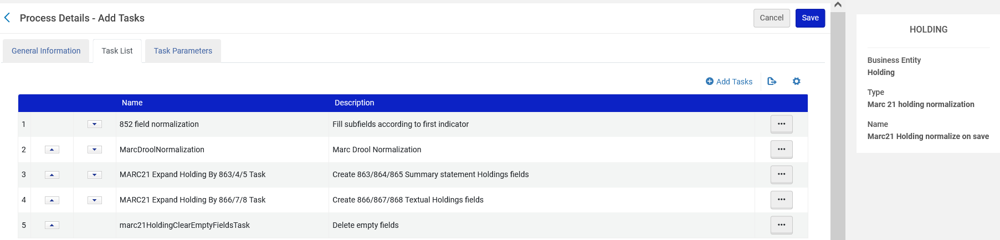 Process Details - Add Tasks
Cancel
Save
General Information
Task List
Task Parameters
Add Tasks
Name Description
1 852 field normalization Fill subfields according to first indicator
2 MarcDroolNormalization Marc Drool Normalization
3 MARC21 Expand Holding By 863/4/5 Task Create 863/864/865 Summary statement Holdings fields
4 MARC21 Expand Holding By 866/7/8 Task Create 866/867/868 Textual Holdings fields
5 marc21HoldingClearEmptyFieldsTask Delete empty fields
HOLDING
Business Entity
Holding
Type
Marc 21 holding normalization
Name
Marc21 Holding normalize on save